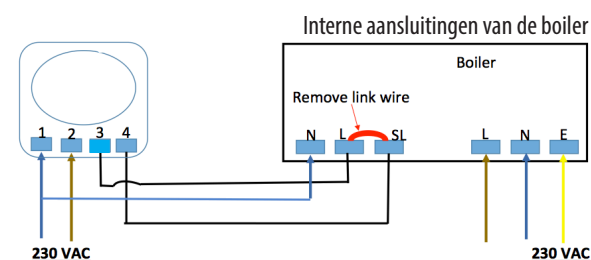 Interne aansluitingen van de boiler
Boiler
Remove link wire
1 2 3 4
N L SL L N E
230 VAC 230 VAC